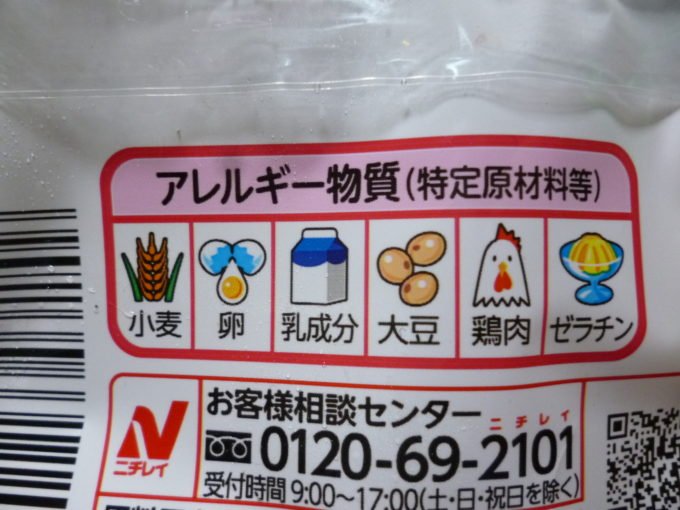 アレルギー物質(特定原材料等)
小麦 卵 乳成分 大豆 鶏肉 ゼラチン
お客様相談センター
ニチレイ
0120-69-2101
ニチレイ
受付時間 9:00〜17:00(土・日・祝日を除く)